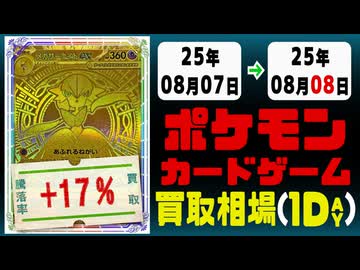 360
あふれるねがい
買取
騰落率
+17%
25年
08月07日
25年
08月08日
ポケモン
カードゲーム
買取相場(1D)